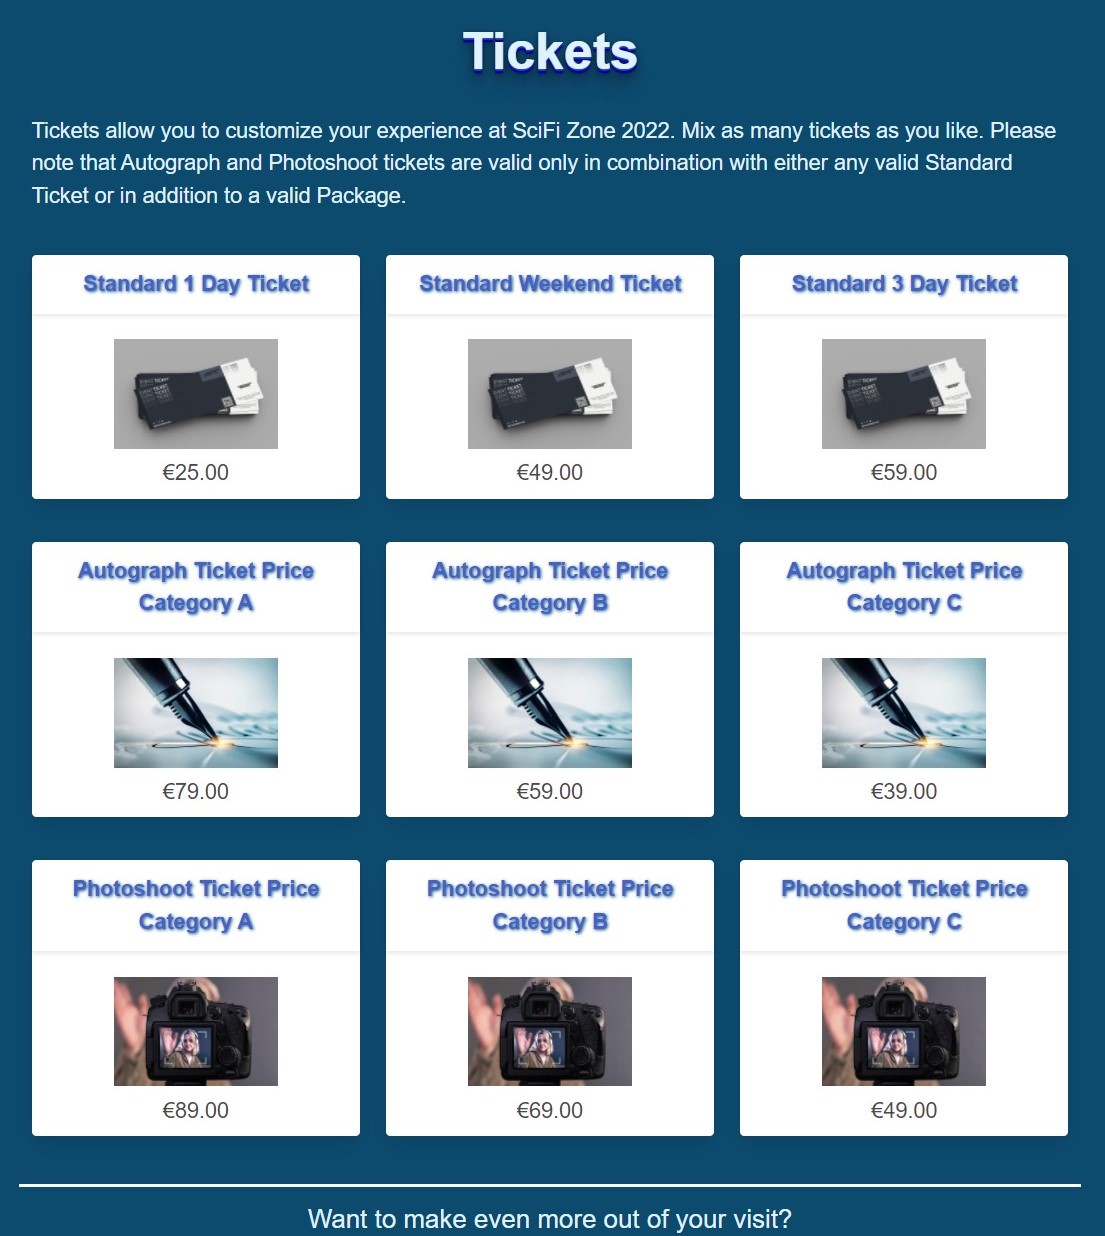 Tickets
Tickets allow you to customize your experience at SciFi Zone 2022. Mix as many tickets as you like. Please
note that Autograph and Photoshoot tickets are valid only in combination with either any valid Standard
Ticket or in addition to a valid Package.
Standard 1 Day Ticket
€25.00
Standard Weekend Ticket
€49.00
Standard 3 Day Ticket
€59.00
Autograph Ticket Price
Category A
€79.00
Autograph Ticket Price
Category B
€59.00
Autograph Ticket Price
Category C
€39.00
Photoshoot Ticket Price
Category A
€89.00
Photoshoot Ticket Price
Category B
€69.00
Photoshoot Ticket Price
Category C
€49.00
Want to make even more out of your visit?